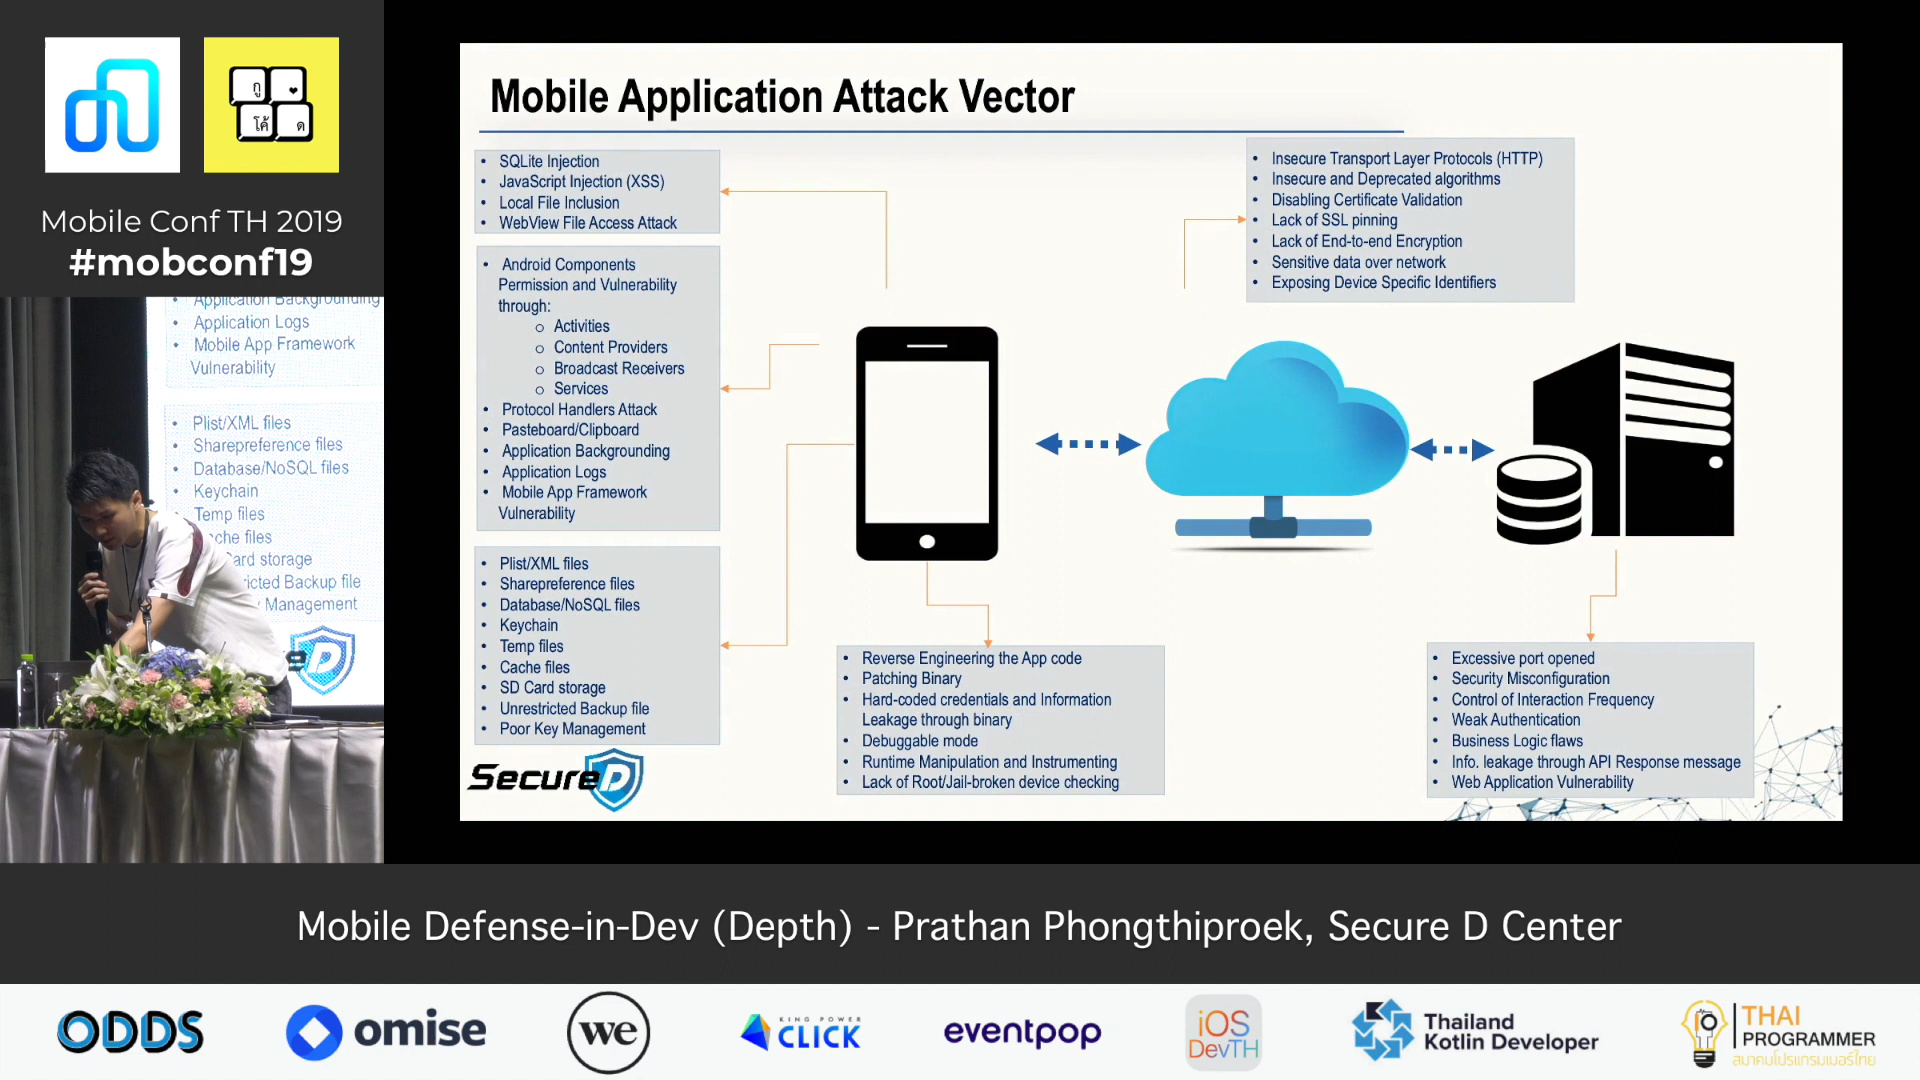 กู
โค้
ด
Mobile Conf TH 2019
#mobconf19
Application Backgrounding
• Application Logs
• Mobile App Framework
Vulnerability
• Plist/XML files
• Sharepreference files
• Database/NoSQL files
• Keychain
• Temp files
che files
ard storage
icted Backup file
Management
D
Mobile Application Attack Vector
• SQLite Injection
• JavaScript Injection (XSS)
• Local File Inclusion
• WebView File Access Attack
• Android Components
Permission and Vulnerability
through:
o Activities
o Content Providers
o Broadcast Receivers
o Services
• Protocol Handlers Attack
• Pasteboard/Clipboard
• Application Backgrounding
• Application Logs
• Mobile App Framework
Vulnerability
• Plist/XML files
• Sharepreference files
• Database/NoSQL files
• Keychain
• Temp files
• Cache files
• SD Card storage
• Unrestricted Backup file
• Poor Key Management
Secure D
• Insecure Transport Layer Protocols (HTTP)
• Insecure and Deprecated algorithms
• Disabling Certificate Validation
• Lack of SSL pinning
• Lack of End-to-end Encryption
• Sensitive data over network
• Exposing Device Specific Identifiers
• Reverse Engineering the App code
• Patching Binary
• Hard-coded credentials and Information
Leakage through binary
• Debuggable mode
• Runtime Manipulation and Instrumenting
• Lack of Root/Jail-broken device checking
• Excessive port opened
• Security Misconfiguration
• Control of Interaction Frequency
• Weak Authentication
• Business Logic flaws
• Info. leakage through API Response message
• Web Application Vulnerability
Mobile Defense-in-Dev (Depth) - Prathan Phongthiproek, Secure D Center
ODDS
omise
we
KING POWER
CLICK
eventpop
iOS
DevTH
Thailand
Kotlin Developer
THAI
PROGRAMMER
สมาคมโปรแกรมเมอร์ไทย